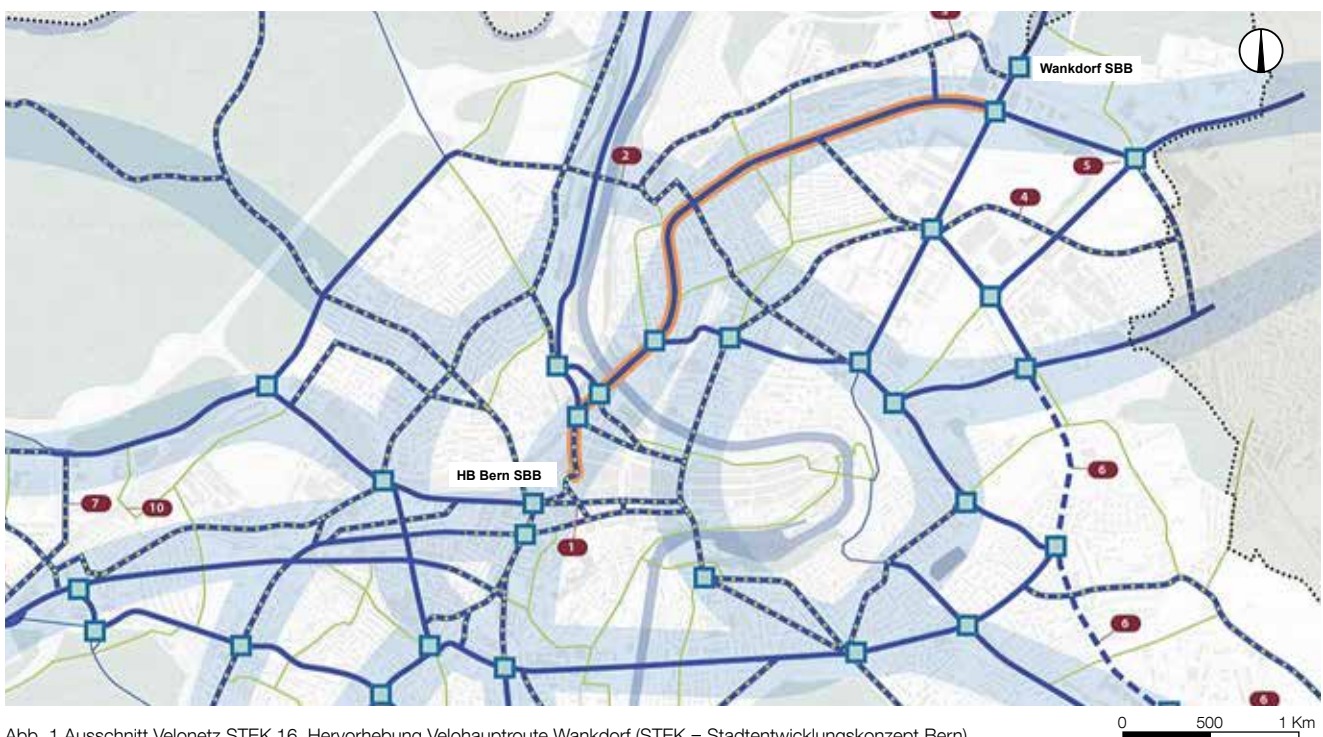 Wankdorf SBB
2
5
4
HB Bern SBB
6
7
10
1
6
6
0 500 1 Km
Abb. 1 Ausschnitt Velonetz STEK 16, Hervorhebung Velohauptroute Wankdorf (STEK – Stadtentwicklungskonzept Bern)